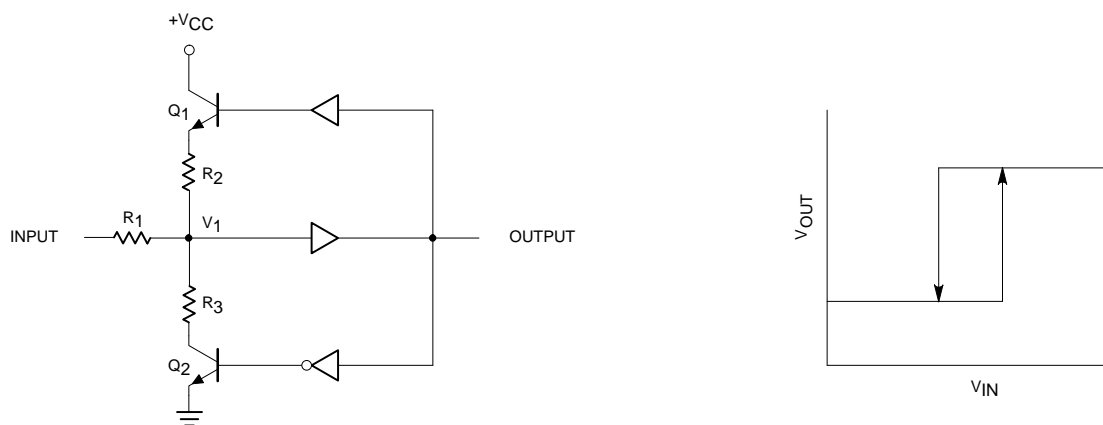 +VCC
Q1
R2
R1
V1
INPUT
OUTPUT
R3
Q2
VOUT
VIN